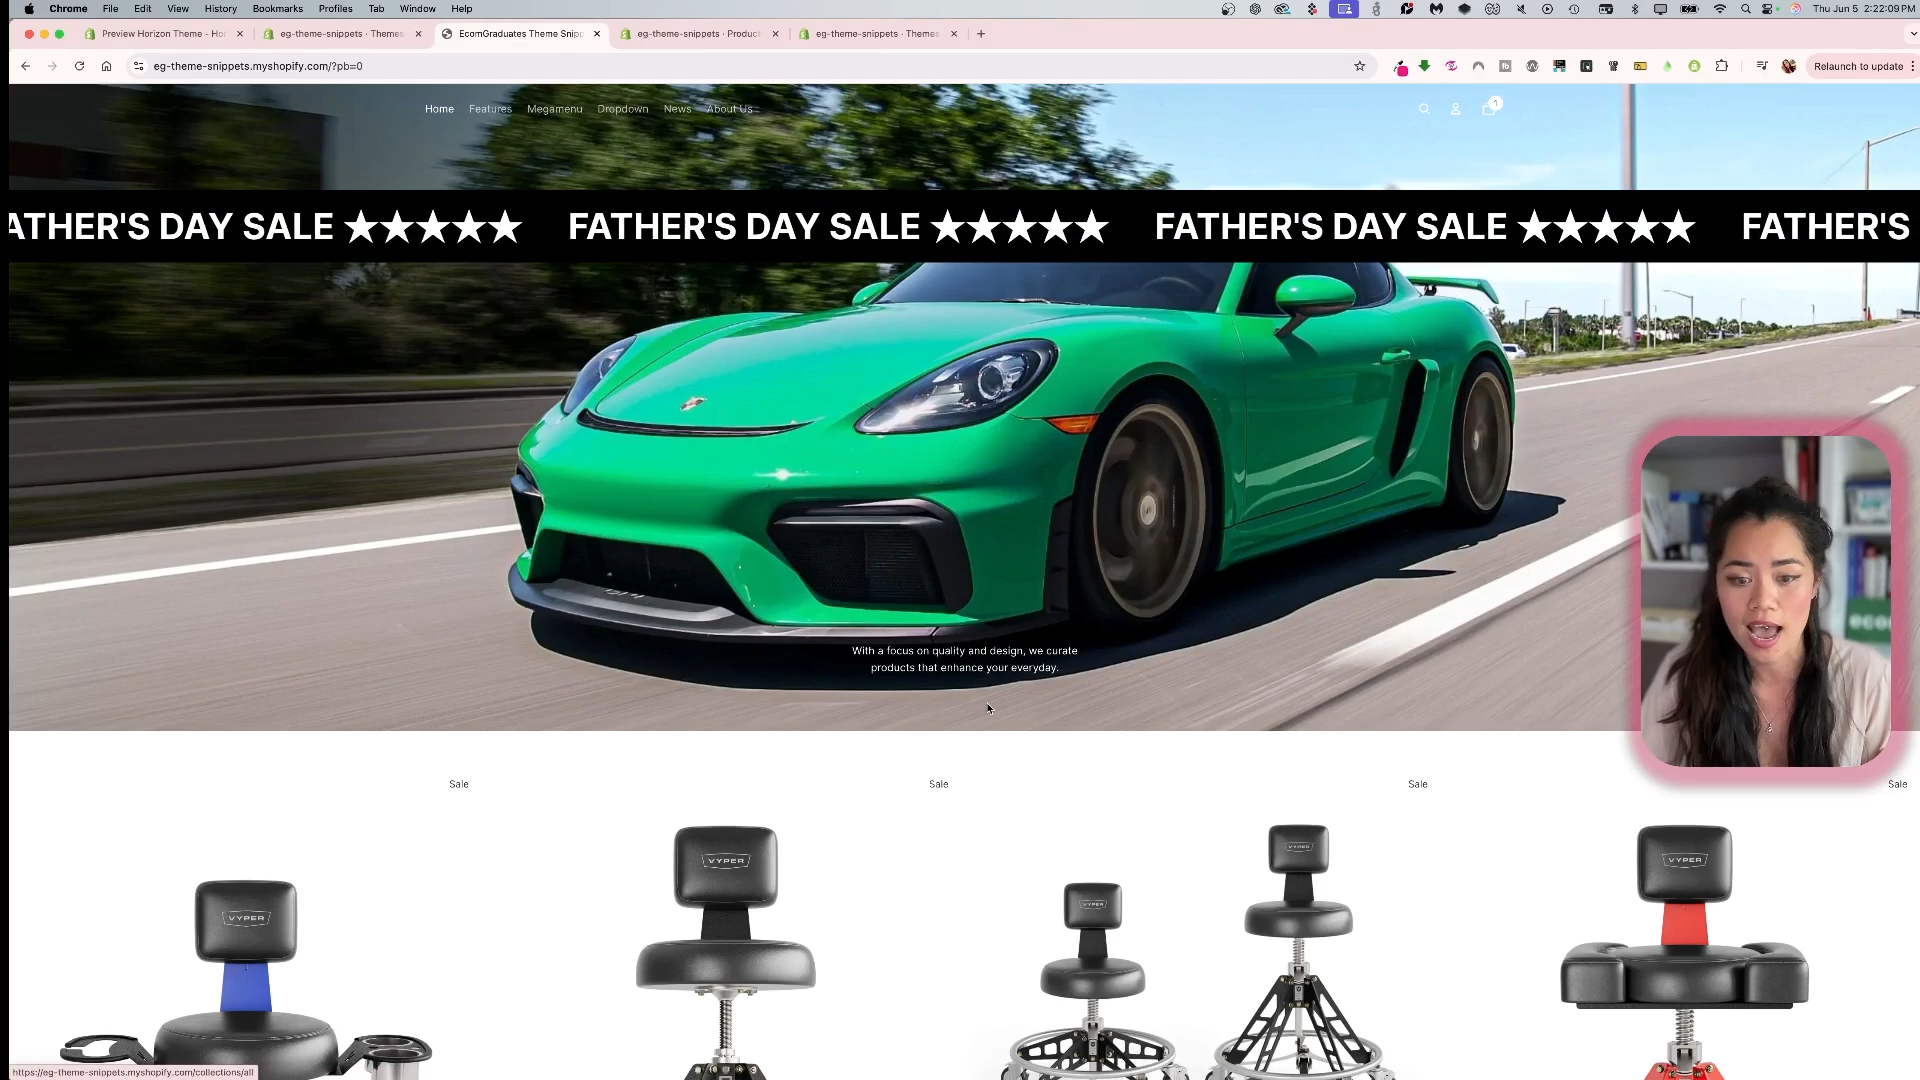 Chrome File Edit View History Bookmarks Profiles Tab Window Help Thu Jun 5 2:22:09 PM
Preview Horizon Theme - Ho eg-theme-snippets · Themes EcomGraduates Theme Snipp eg-theme-snippets · Product eg-theme-snippets · Themes
eg-theme-snippets.myshopify.com/?pb=0 Relaunch to update
Home Features Megamenu Dropdown News About Us 1
ATHER'S DAY SALE ★★★★★ FATHER'S DAY SALE ★★★★★ FATHER'S DAY SALE ★★★★★ FATHER'S
With a focus on quality and design, we curate
products that enhance your everyday.
Sale Sale Sale Sale
VYPER VYPER VYPER VYPER VYPER
eco
https://eg-theme-snippets.myshopify.com/collections/all